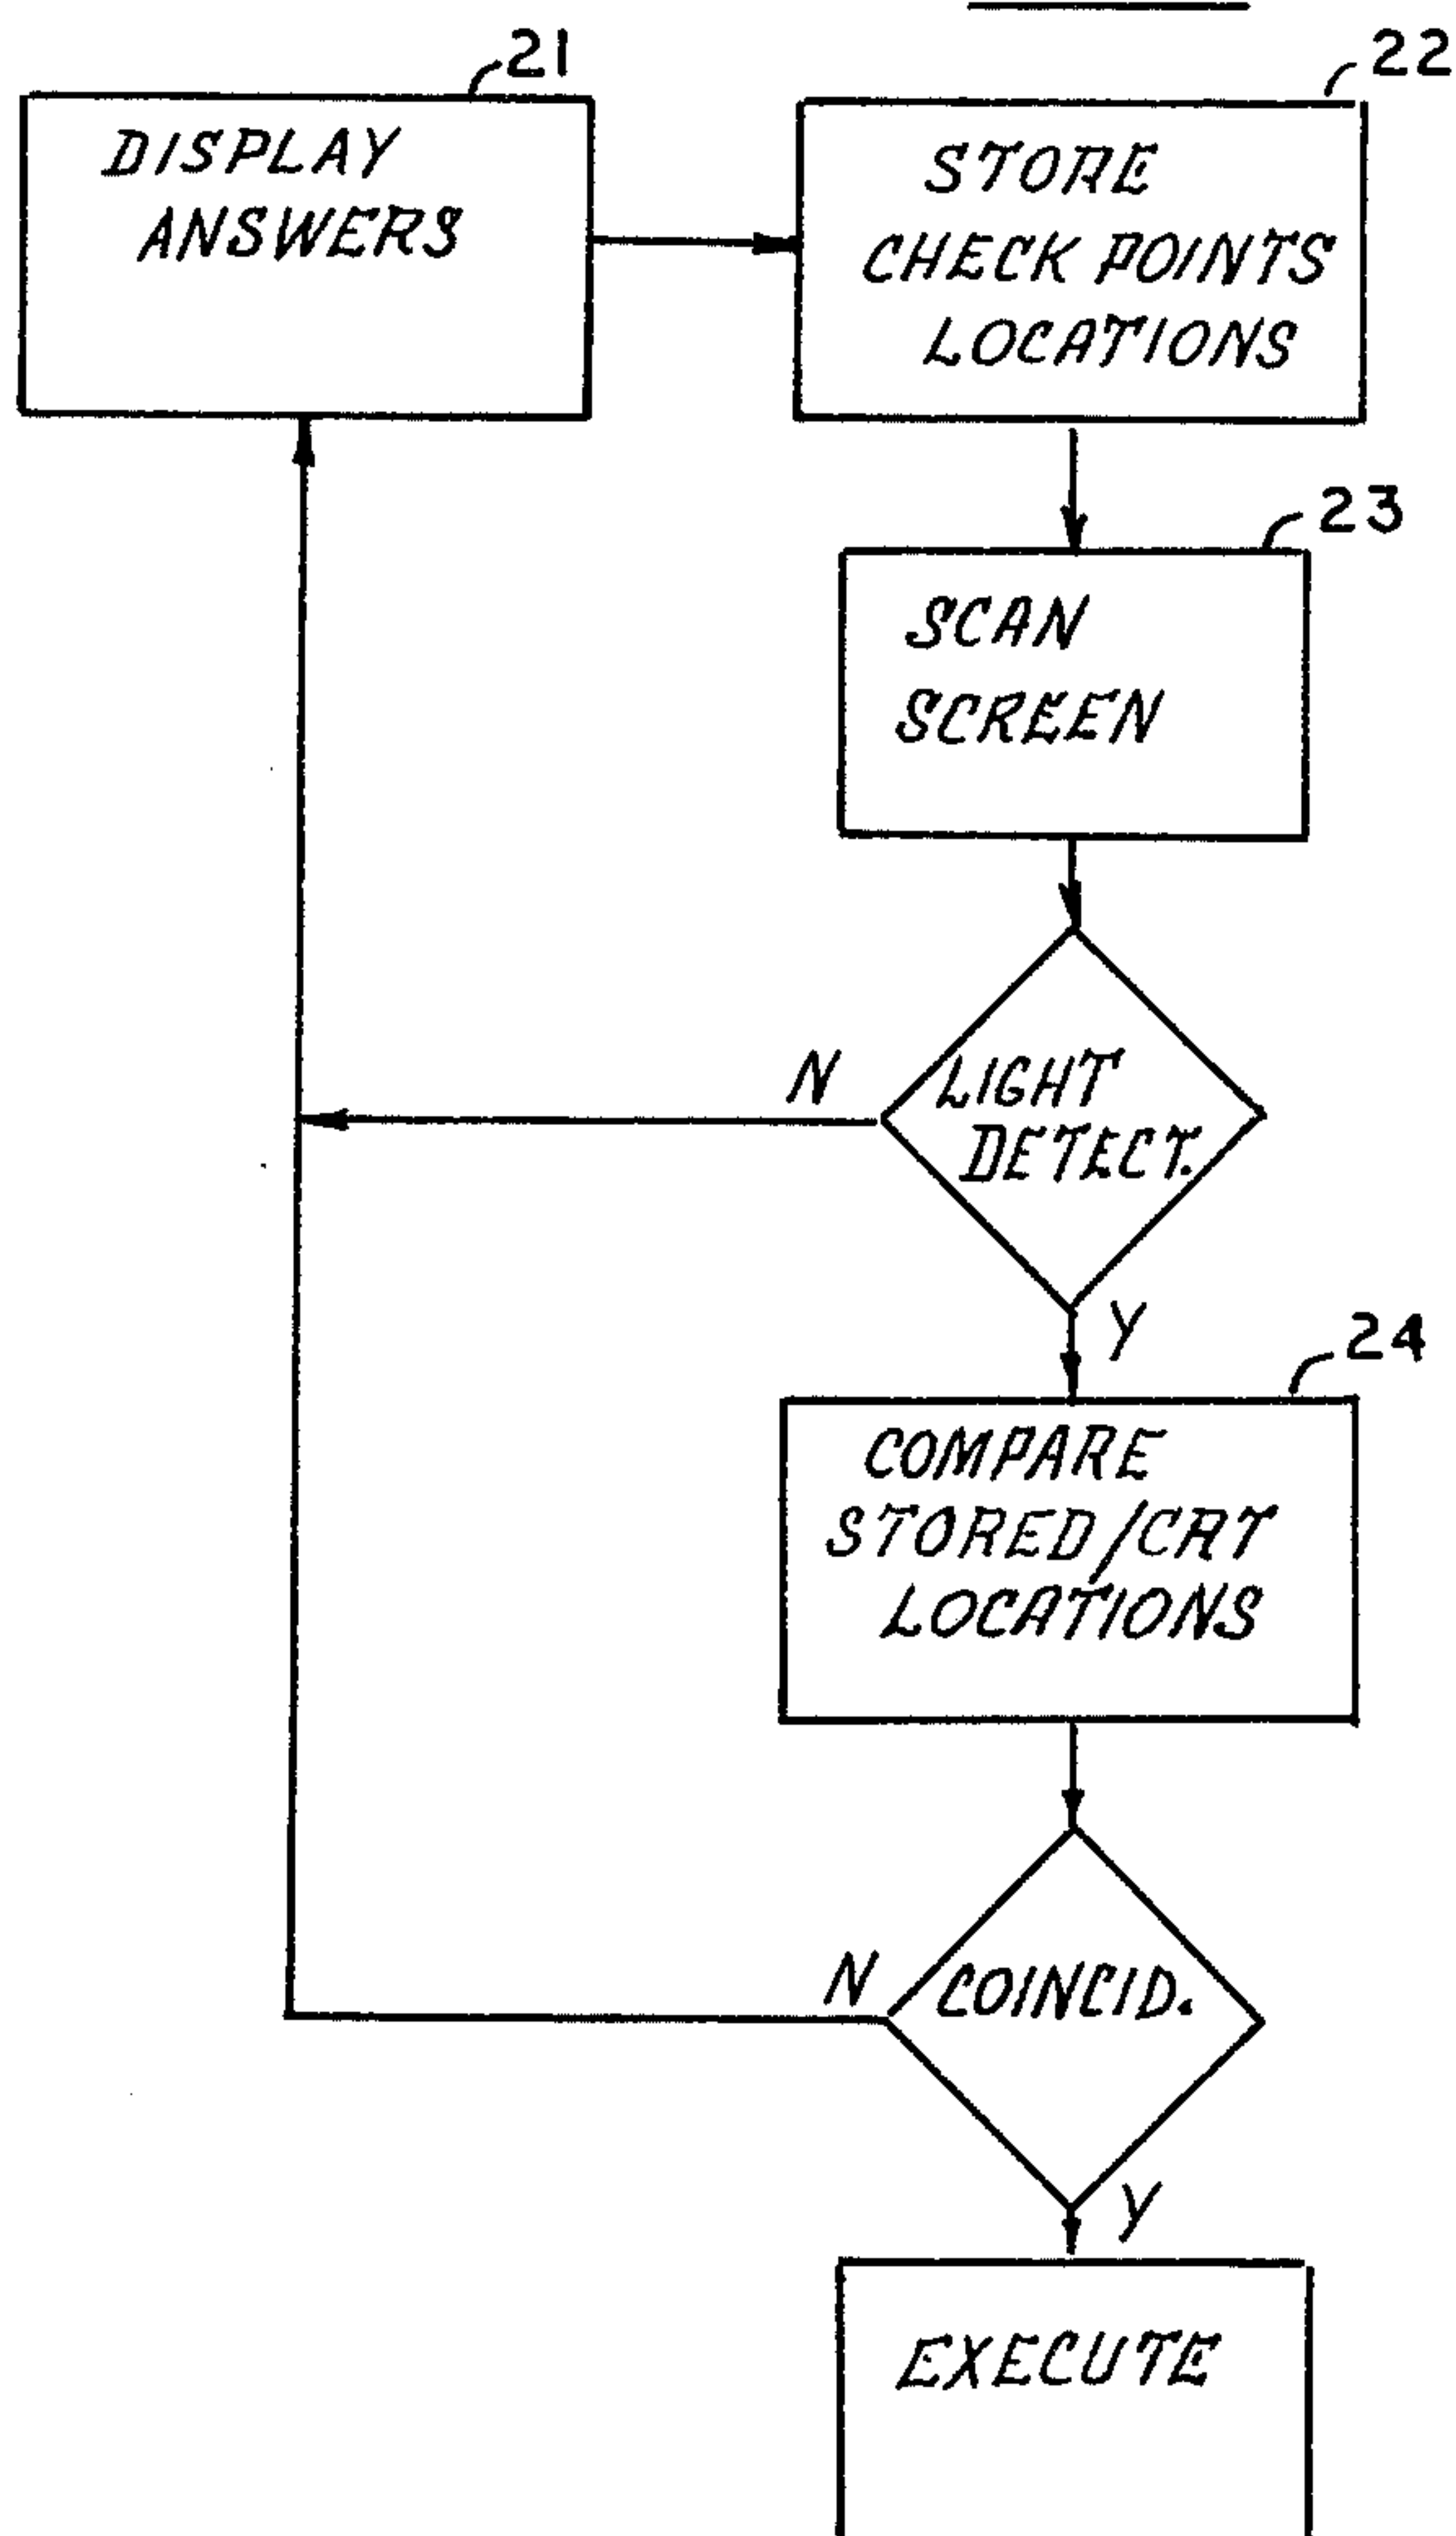 21
DISPLAY
ANSWERS
22
STORE
CHECK POINTS
LOCATIONS
23
SCAN
SCREEN
N
LIGHT
DETECT.
Y
24
COMPARE
STORED/CRT
LOCATIONS
N
COINCID.
Y
EXECUTE